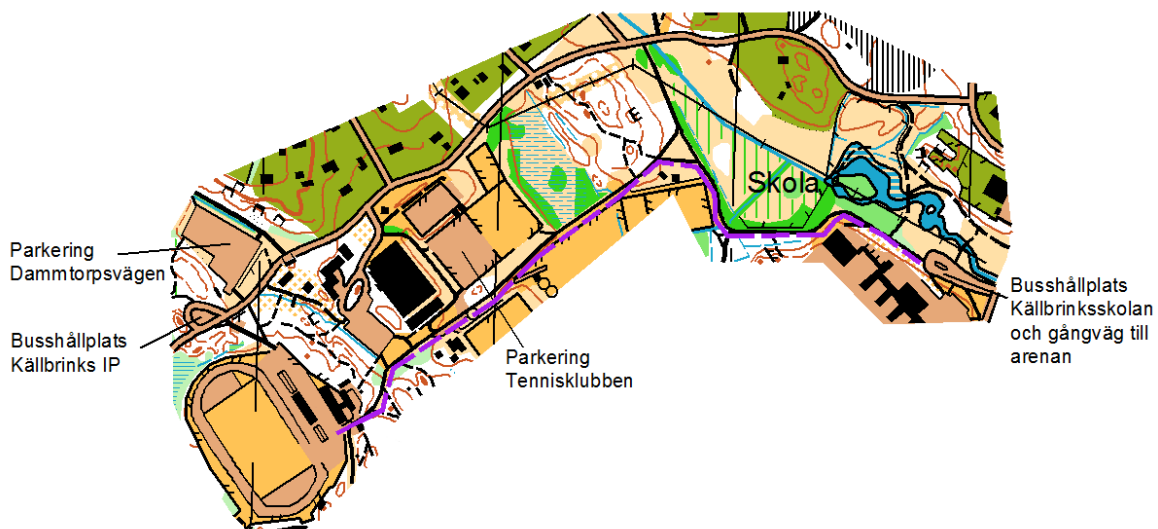 Skola
Parkering
Dammtorpsvägen
Busshållplats
Källbrinks IP
Parkering
Tennisklubben
Busshållplats
Källbrinksskolan
och gångväg till
arenan